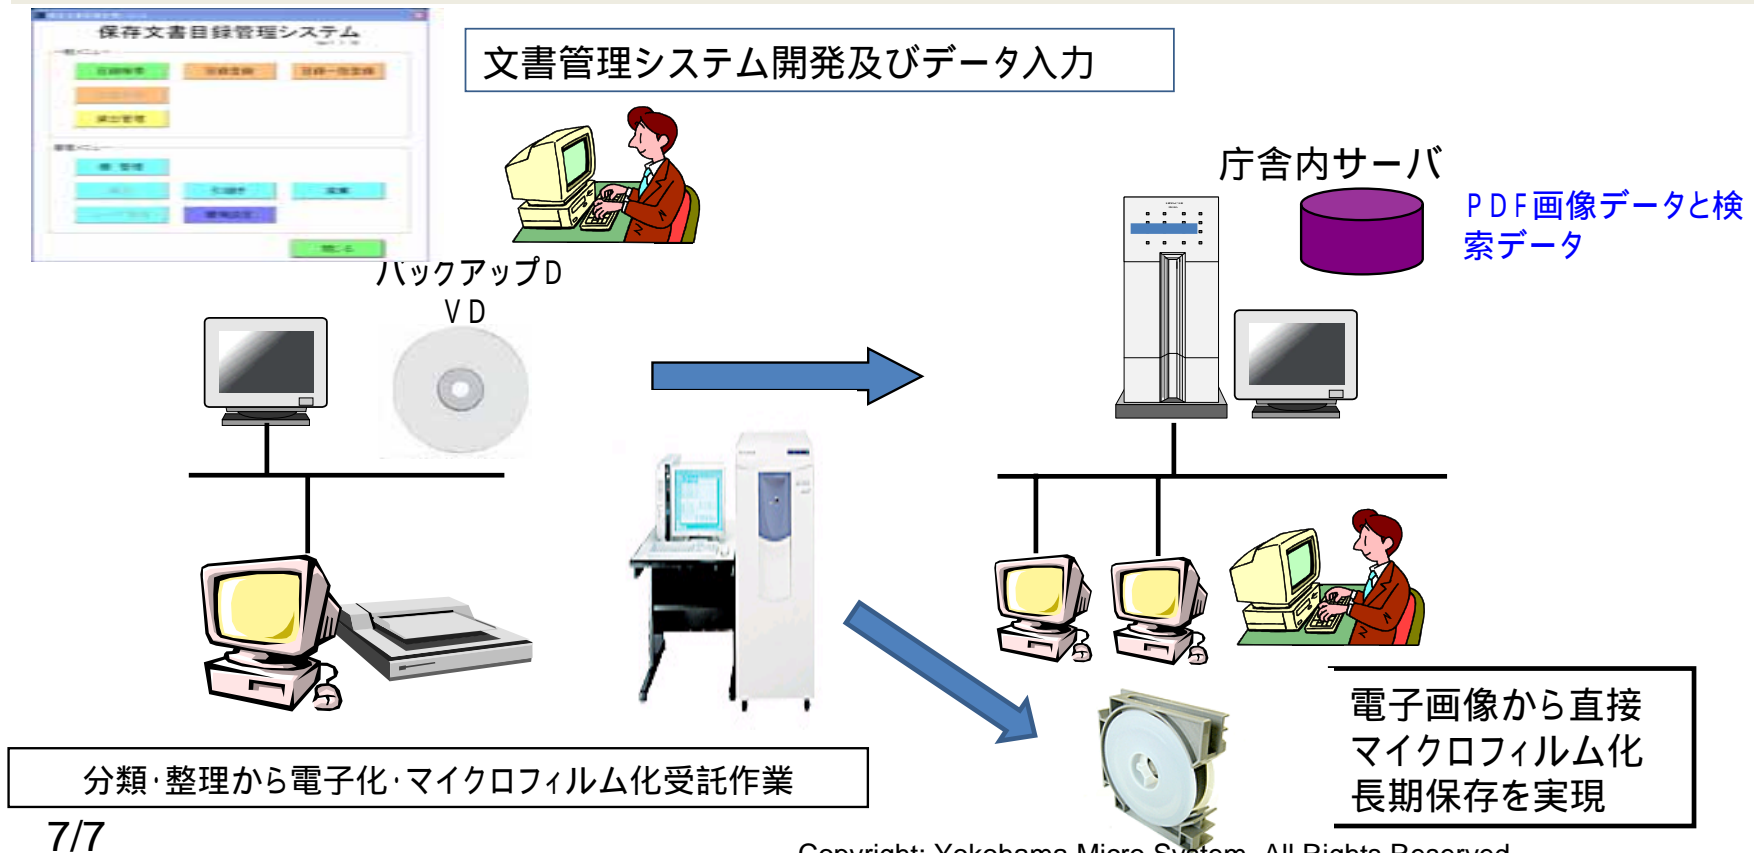 保存文書目録管理システム
文書管理システム開発及びデータ入力
庁舎内サーバ
PDF画像データと検
索データ
バックアップD
VD
分類・整理から電子化・マイクロフィルム化受託作業
電子画像から直接
マイクロフィルム化
長期保存を実現
7/7
Copyright: Yokohama Micro System. All Rights Reserved